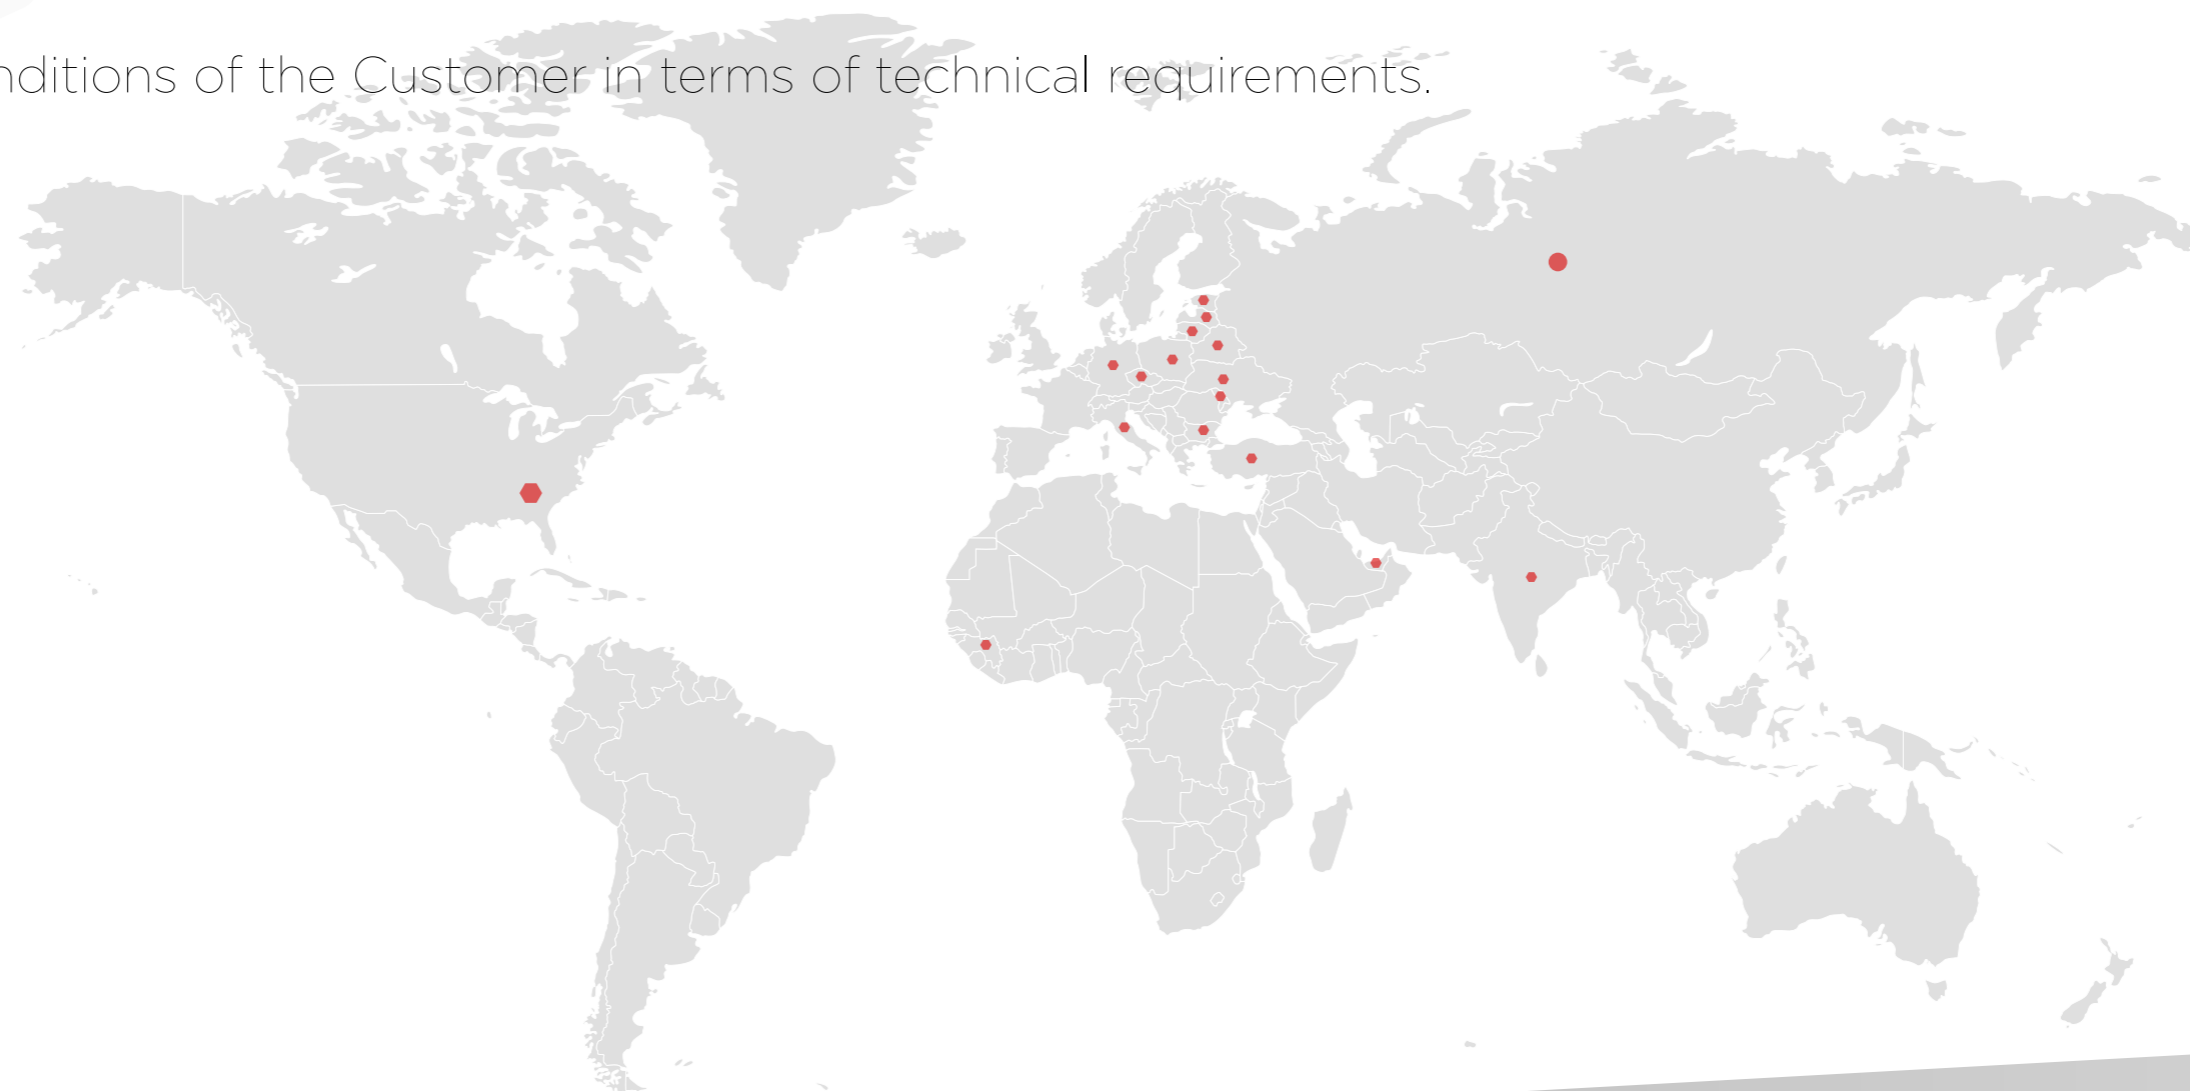 nditions of the Customer in terms of technical requirements.